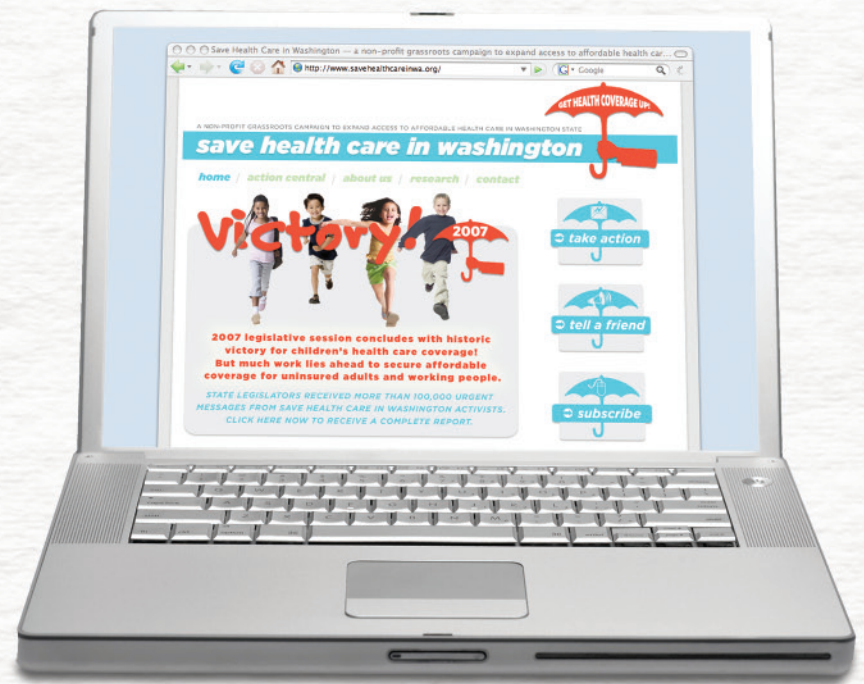 Save Health Care in Washington — a non-profit grassroots campaign to expand access to affordable health car...
http://www.savehealthcareinwa.org/
Google
GET HEALTH COVERAGE UP!
A NON-PROFIT GRASSROOTS CAMPAIGN TO EXPAND ACCESS TO AFFORDABLE HEALTH CARE IN WASHINGTON STATE
save health care in washington
home / action central / about us / research / contact
Victory!
2007
take action
tell a friend
2007 legislative session concludes with historic
victory for children's health care coverage!
But much work lies ahead to secure affordable
coverage for uninsured adults and working people.
STATE LEGISLATORS RECEIVED MORE THAN 100,000 URGENT
MESSAGES FROM SAVE HEALTH CARE IN WASHINGTON ACTIVISTS.
CLICK HERE NOW TO RECEIVE A COMPLETE REPORT.
subscribe